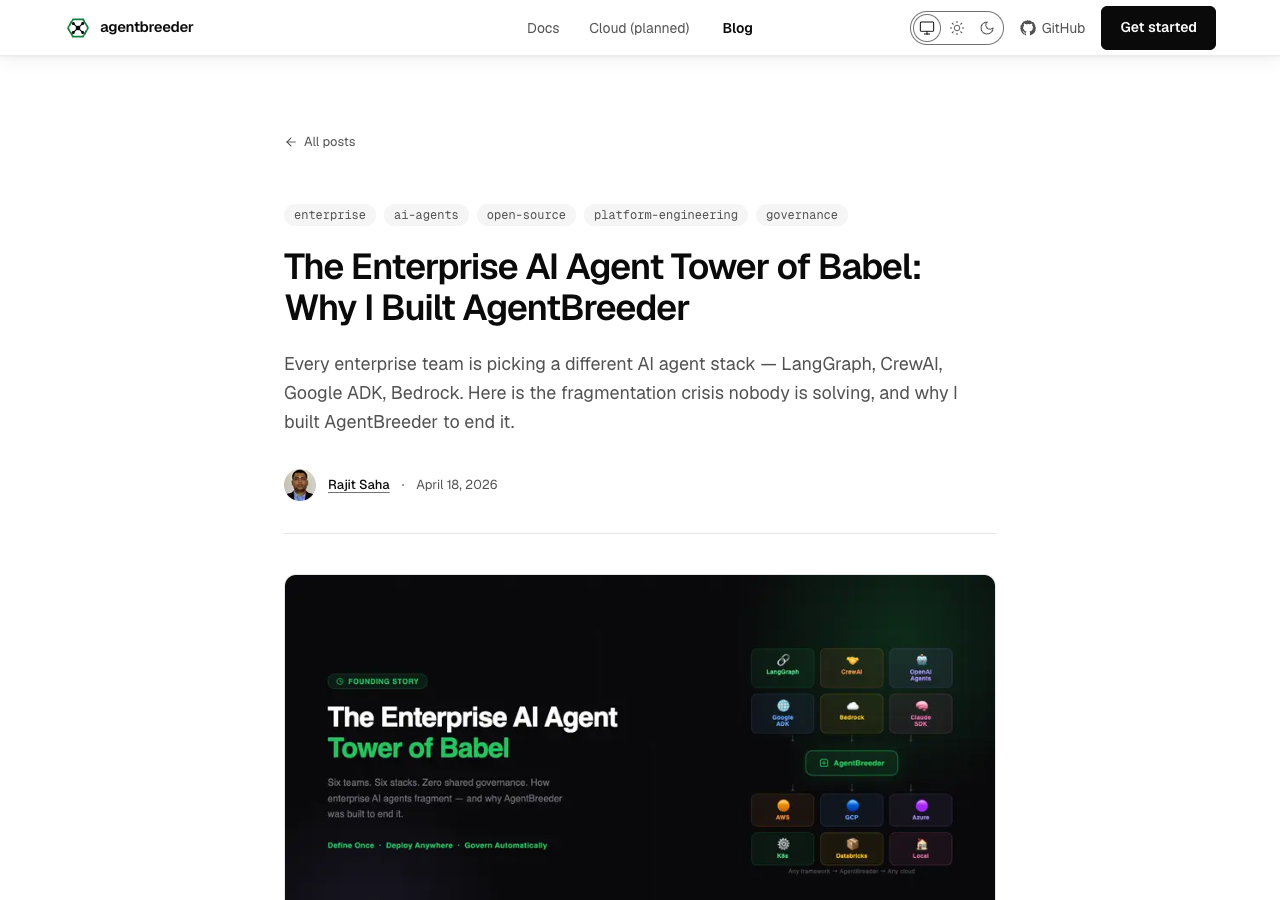 agentbreeder
Docs
Cloud (planned)
Blog
GitHub
Get started
← All posts
enterprise
ai-agents
open-source
platform-engineering
governance
The Enterprise AI Agent Tower of Babel:
Why I Built AgentBreeder
Every enterprise team is picking a different AI agent stack — LangGraph, CrewAI,
Google ADK, Bedrock. Here is the fragmentation crisis nobody is solving, and why I
built AgentBreeder to end it.
Rajit Saha · April 18, 2026
FOUNDING STORY
The Enterprise AI Agent
Tower of Babel
Six teams. Six stacks. Zero shared governance. How
enterprise AI agents fragment — and why AgentBreeder
was built to end it.
Define Once · Deploy Anywhere · Govern Automatically
LangGraph
CrewAI
OpenAI
Agents
Google
ADK
Bedrock
Claude
SDK
AgentBreeder
AWS
GCP
Azure
K8s
Databricks
Local
Any framework → AgentBreeder → Any cloud